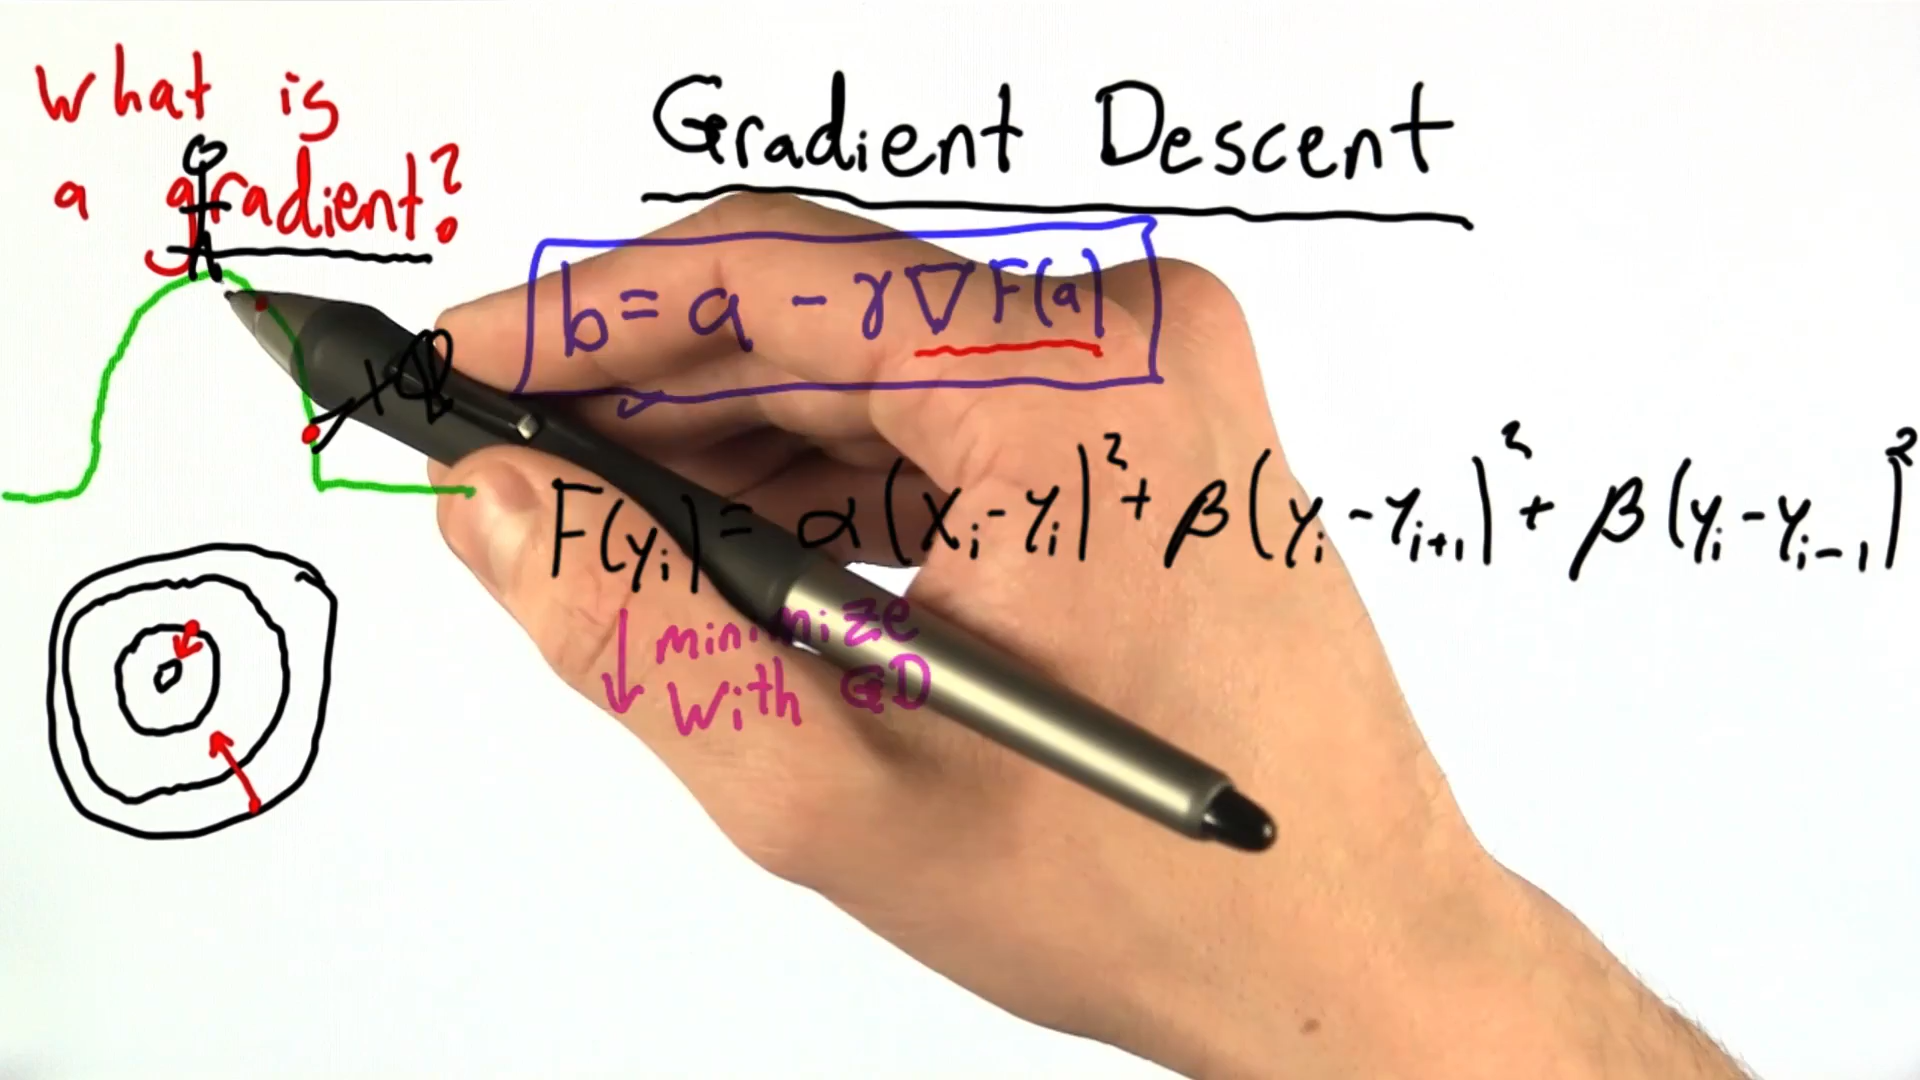 What is
a gradient?
Gradient Descent
b = a - γ∇F(a)
F(yᵢ) = α(xᵢ - yᵢ)² + β(yᵢ - yᵢ₊₁)² + β(yᵢ - yᵢ₋₁)²
minimize
with GD